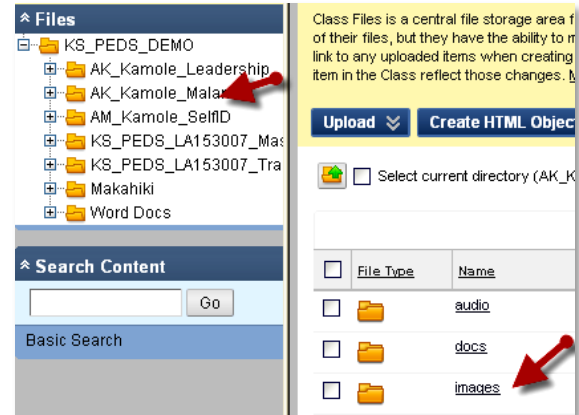 Files
KS_PEDS_DEMO
AK_Kamole_Leadership
AK_Kamole_Malam
AM_Kamole_SelfID
KS_PEDS_LA153007_Mas
KS_PEDS_LA153007_Tra
Makahiki
Word Docs
Search Content
Go
Basic Search
Class Files is a central file storage area f
of their files, but they have the ability to m
link to any uploaded items when creating
item in the Class reflect those changes. M
Upload
Create HTML Objec
Select current directory (AK_K
File Type
Name
audio
docs
images